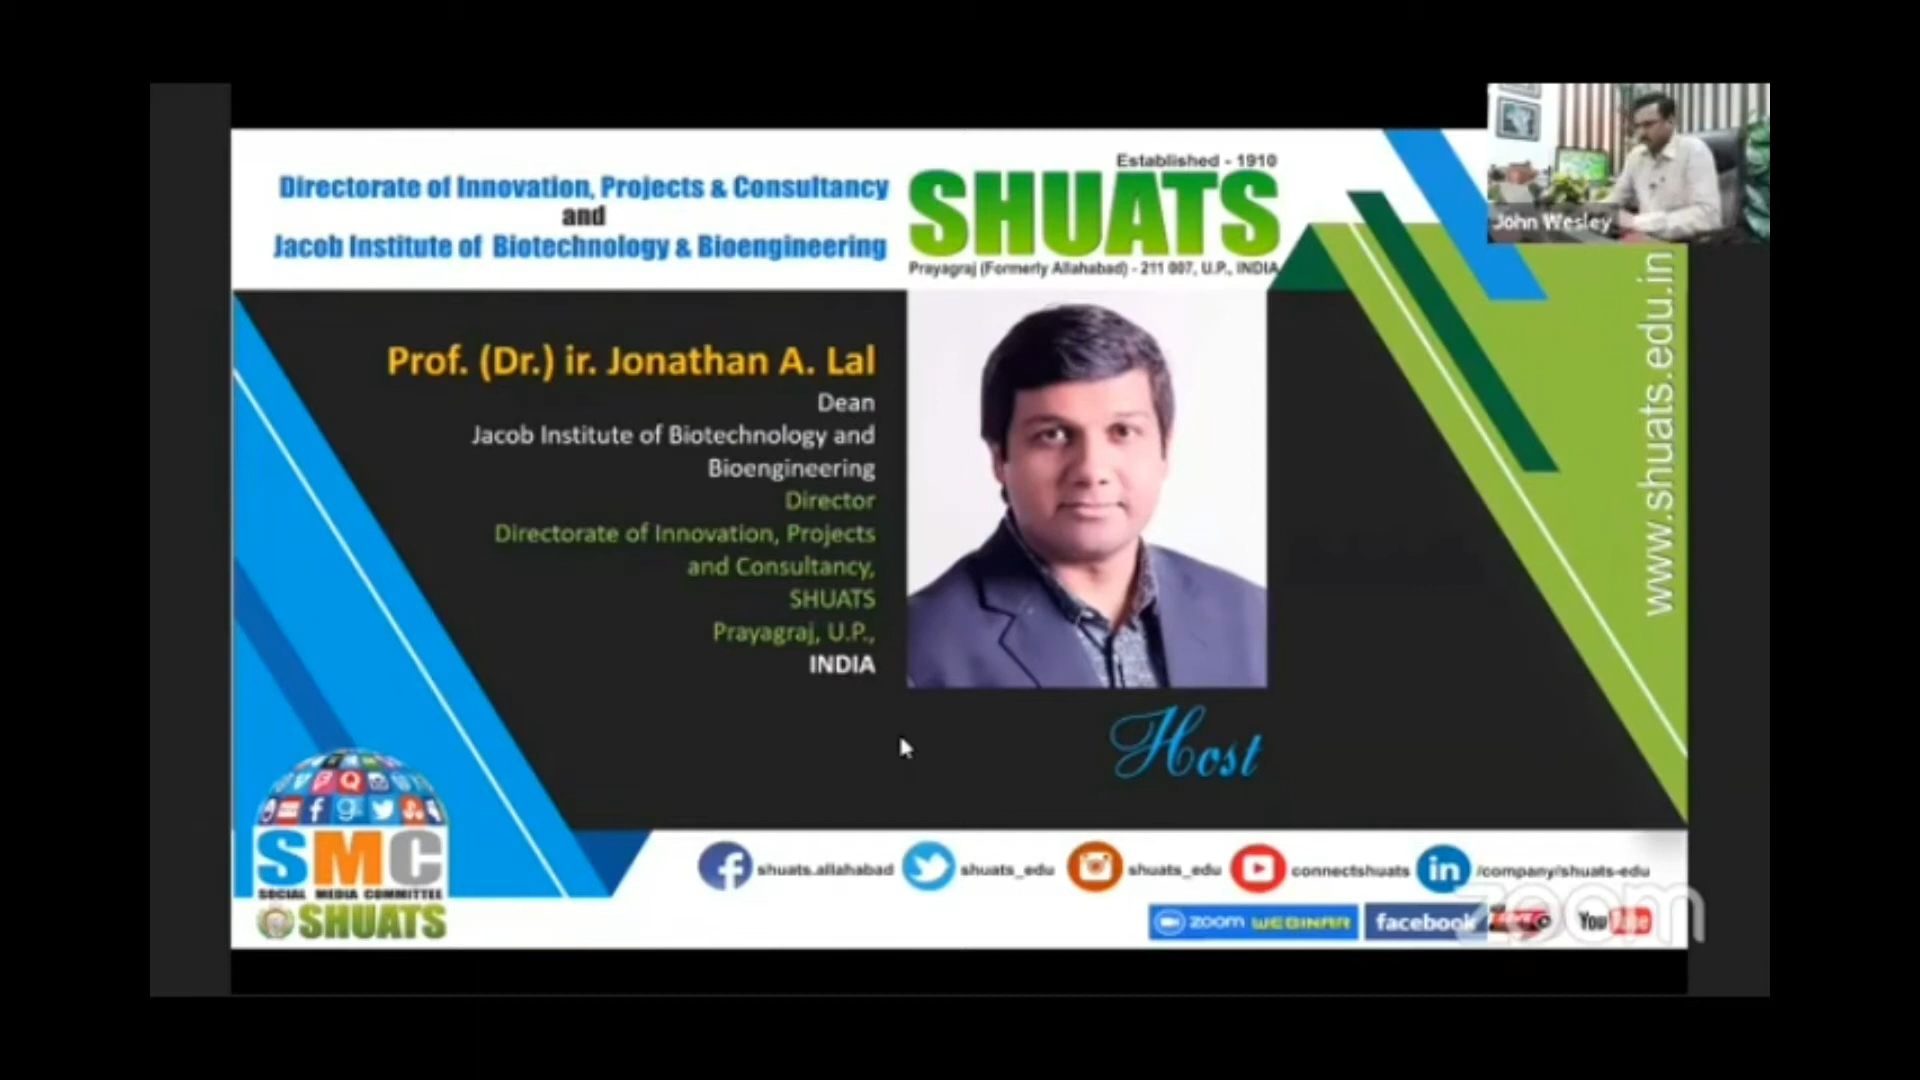 Directorate of Innovation, Projects & Consultancy
and
Jacob Institute of Biotechnology & Bioengineering
Established - 1910
SHUATS
Prayagraj (Formerly Allahabad) - 211 007, U.P., INDIA
John Wesley
www.shuats.edu.in
Prof. (Dr.) ir. Jonathan A. Lal
Dean
Jacob Institute of Biotechnology and
Bioengineering
Director
Directorate of Innovation, Projects
and Consultancy,
SHUATS
Prayagraj, U.P.,
INDIA
Host
SMC
SOCIAL MEDIA COMMITTEE
SHUATS
shuats.allahabad
shuats_edu
shuats_edu
connectshuats
/company/shuats-edu
zoom WEBINAR
facebook
LIVE
YouTube
zoom